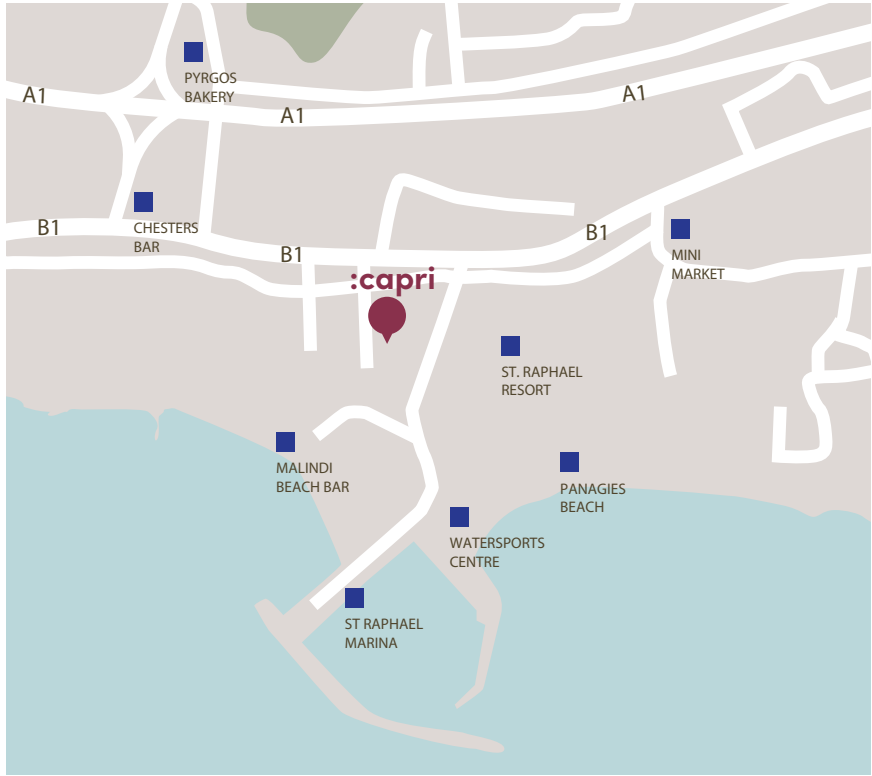 PYRGOS
BAKERY
A1
A1
A1
CHESTERS
BAR
B1
B1
B1
MINI
MARKET
:capri
ST. RAPHAEL
RESORT
MALINDI
BEACH BAR
PANAGIES
BEACH
WATERSPORTS
CENTRE
ST RAPHAEL
MARINA